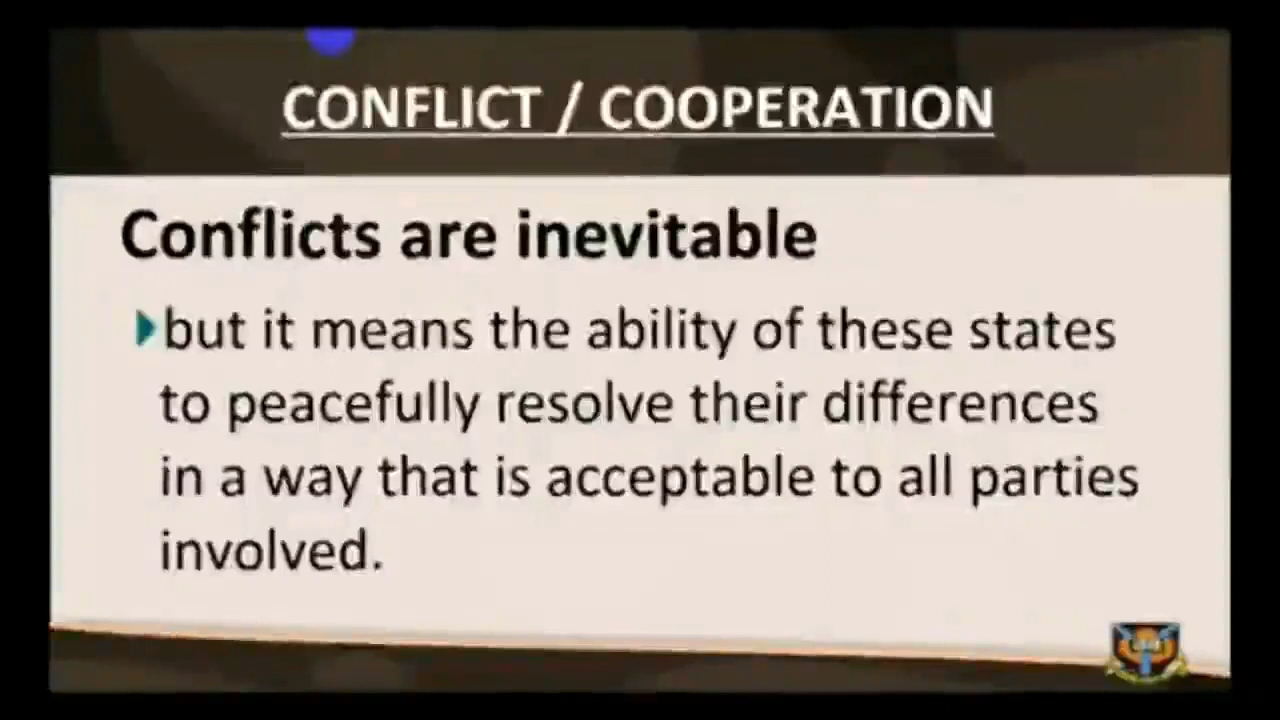 CONFLICT / COOPERATION
Conflicts are inevitable
but it means the ability of these states
to peacefully resolve their differences
in a way that is acceptable to all parties
involved.